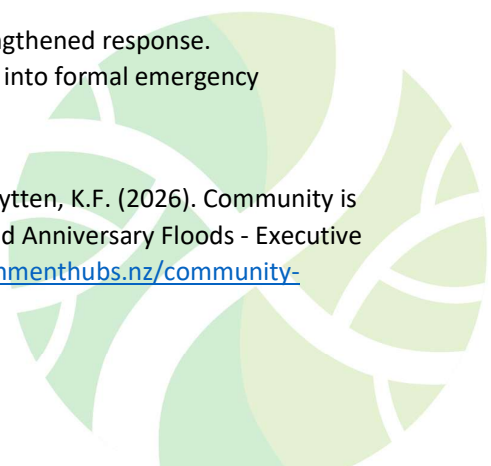 ngthened response.
into formal emergency
ytten, K.F. (2026). Community is
d Anniversary Floods - Executive
nmenthubs.nz/community-